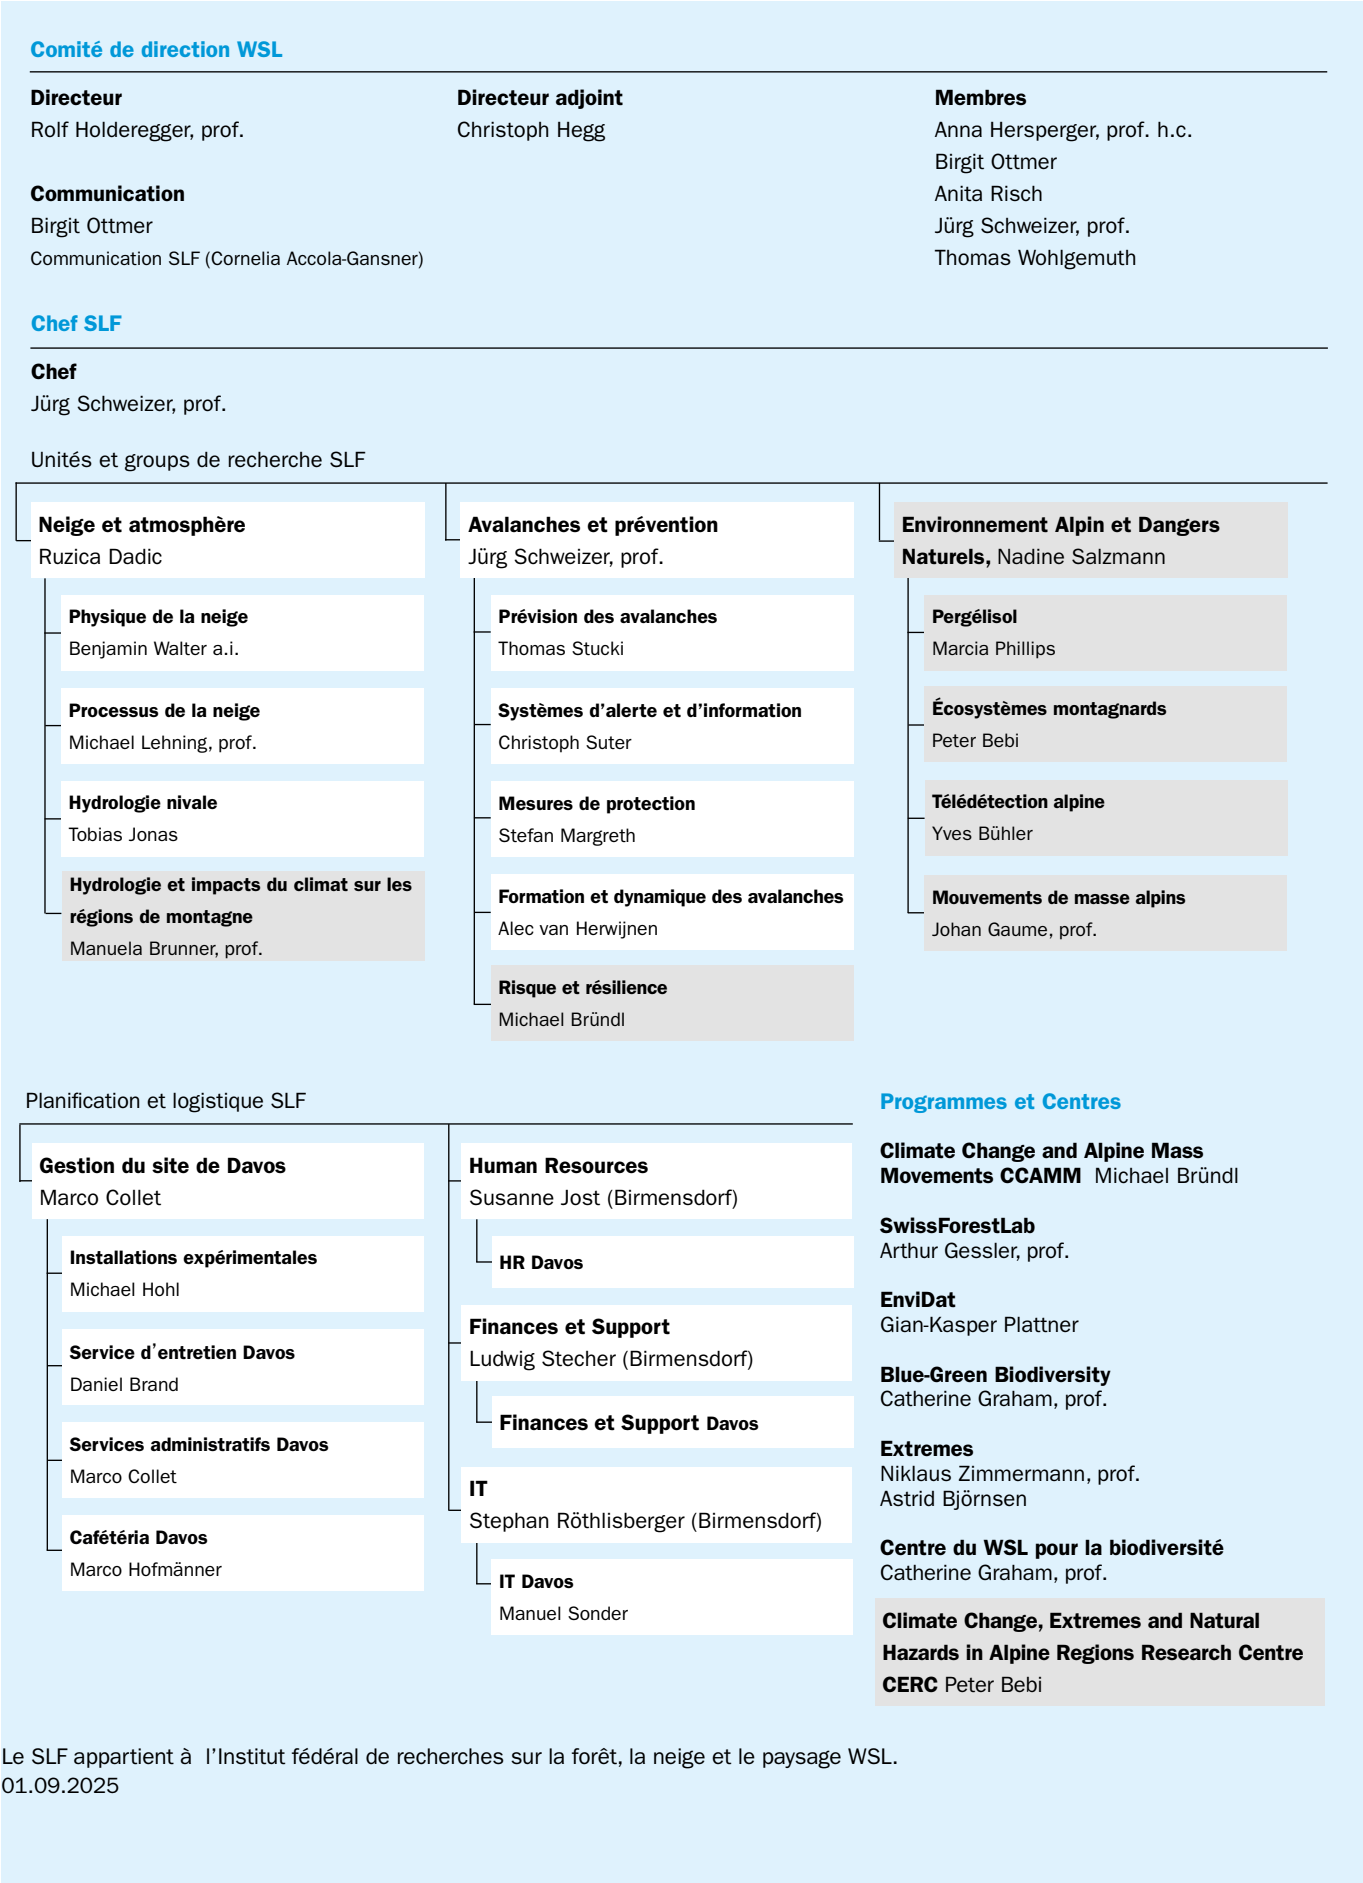 Comité de direction WSL
Directeur
Rolf Holderegger, prof.
Directeur adjoint
Christoph Hegg
Membres
Anna Hersperger, prof. h.c.
Birgit Ottmer
Anita Risch
Jürg Schweizer, prof.
Thomas Wohlgemuth
Communication
Birgit Ottmer
Communication SLF (Cornelia Accola-Gansner)
Chef SLF
Chef
Jürg Schweizer, prof.
Unités et groups de recherche SLF
Neige et atmosphère
Ruzica Dadic
Physique de la neige
Benjamin Walter a.i.
Processus de la neige
Michael Lehning, prof.
Hydrologie nivale
Tobias Jonas
Hydrologie et impacts du climat sur les
régions de montagne
Manuela Brunner, prof.
Avalanches et prévention
Jürg Schweizer, prof.
Prévision des avalanches
Thomas Stucki
Systèmes d’alerte et d’information
Christoph Suter
Mesures de protection
Stefan Margreth
Formation et dynamique des avalanches
Alec van Herwijnen
Risque et résilience
Michael Bründl
Environnement Alpin et Dangers
Naturels, Nadine Salzmann
Pergélisol
Marcia Phillips
Écosystèmes montagnards
Peter Bebi
Télédétection alpine
Yves Bühler
Mouvements de masse alpins
Johan Gaume, prof.
Planification et logistique SLF
Gestion du site de Davos
Marco Collet
Installations expérimentales
Michael Hohl
Service d’entretien Davos
Daniel Brand
Services administratifs Davos
Marco Collet
Cafétéria Davos
Marco Hofmänner
Human Resources
Susanne Jost (Birmensdorf)
HR Davos
Finances et Support
Ludwig Stecher (Birmensdorf)
Finances et Support Davos
IT
Stephan Röthlisberger (Birmensdorf)
IT Davos
Manuel Sonder
Programmes et Centres
Climate Change and Alpine Mass
Movements CCAMM Michael Bründl
SwissForestLab
Arthur Gessler, prof.
EnviDat
Gian-Kasper Plattner
Blue-Green Biodiversity
Catherine Graham, prof.
Extremes
Niklaus Zimmermann, prof.
Astrid Björnsen
Centre du WSL pour la biodiversité
Catherine Graham, prof.
Climate Change, Extremes and Natural
Hazards in Alpine Regions Research Centre
CERC Peter Bebi
Le SLF appartient à l’Institut fédéral de recherches sur la forêt, la neige et le paysage WSL.
01.09.2025